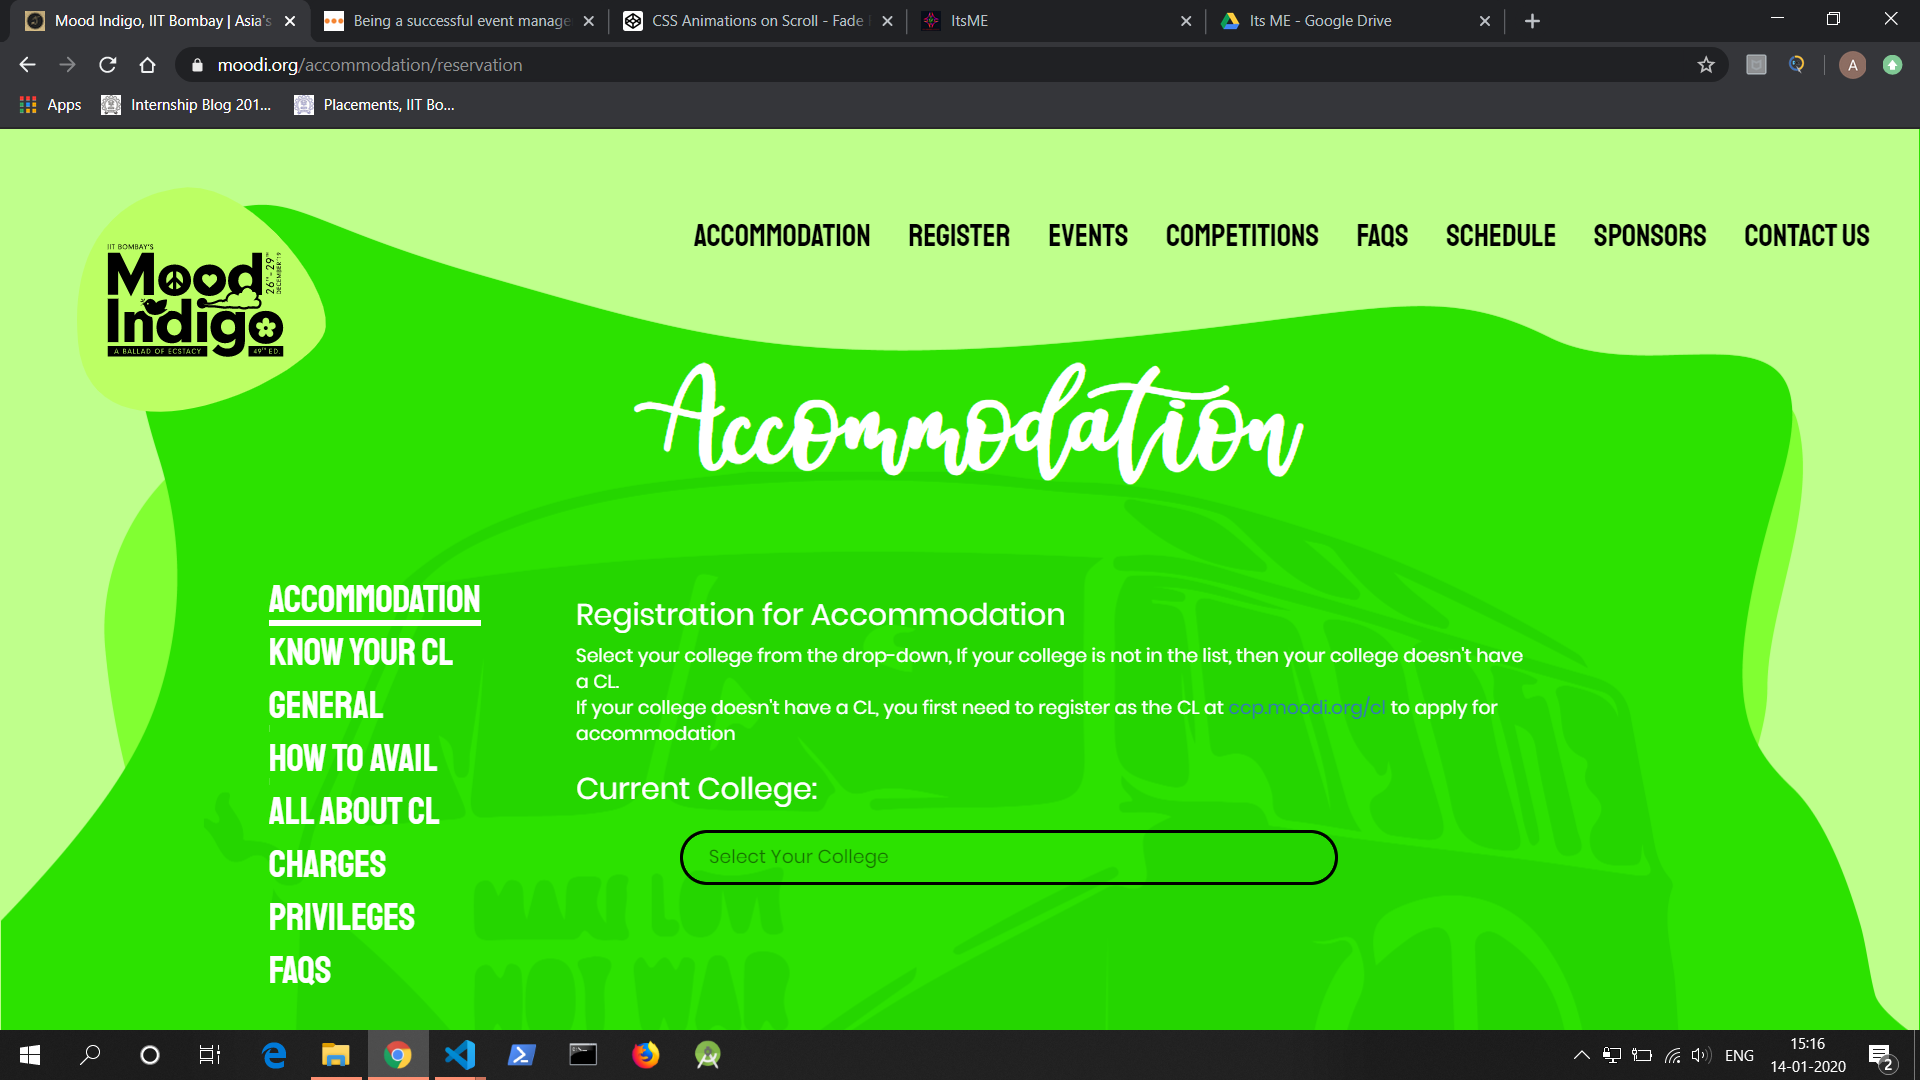 Mood Indigo, IIT Bombay | Asia's
Being a successful event manage
CSS Animations on Scroll - Fade
ItsME
Its ME - Google Drive
moodi.org/accommodation/reservation
A
Apps
Internship Blog 201...
Placements, IIT Bo...
IIT BOMBAY'S
Mood
Indigo
26TH-29TH
DECEMBER'19
A BALLAD OF ECSTACY
49TH ED.
ACCOMMODATION REGISTER EVENTS COMPETITIONS FAQS SCHEDULE SPONSORS CONTACT US
Accommodation
ACCOMMODATION
KNOW YOUR CL
GENERAL
HOW TO AVAIL
ALL ABOUT CL
CHARGES
PRIVILEGES
FAQS
Registration for Accommodation
Select your college from the drop-down, If your college is not in the list, then your college doesn't have
a CL.
If your college doesn't have a CL, you first need to register as the CL at ccp.moodi.org/cl to apply for
accommodation
Current College:
Select Your College
MAKE LOVE
NOT WAR
ENG
15:16
14-01-2020
2